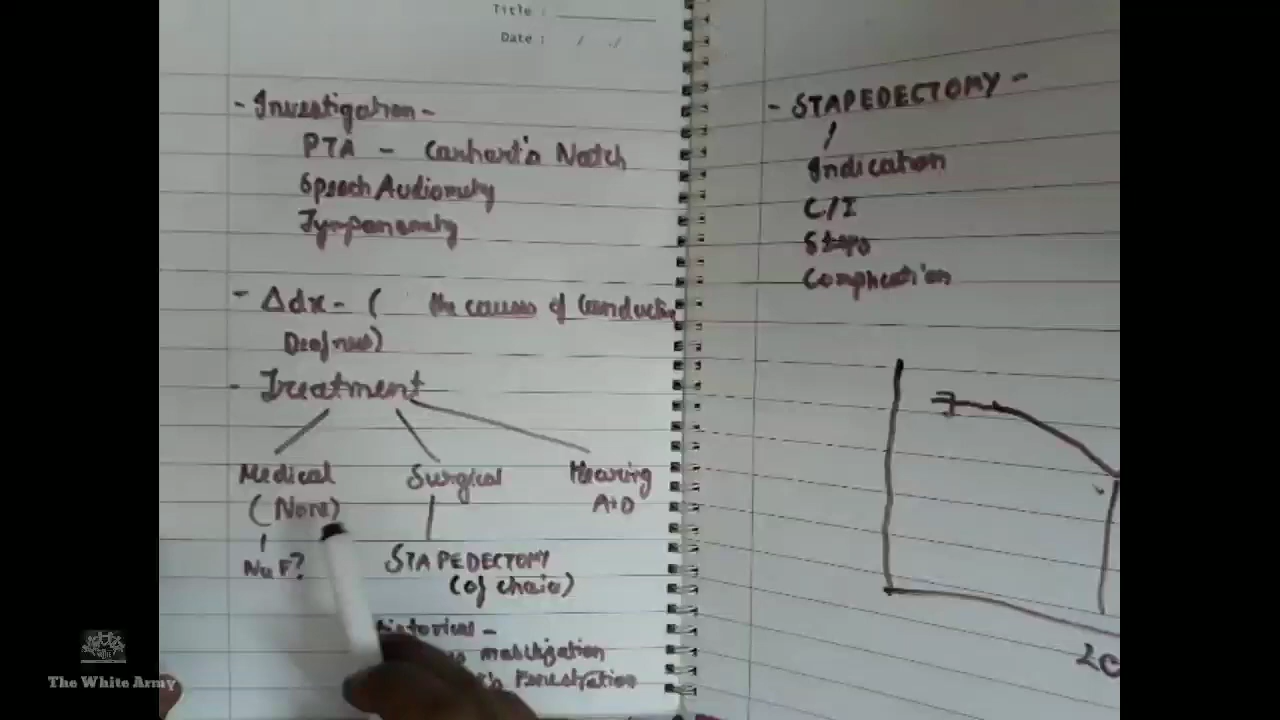 Title :
Date : / /
- Investigation -
PTA - Carhart's Notch
Speech Audiometry
Tympanometry
- Δdx - ( the causes of Conductive
Deafness)
- Treatment
Medical Surgical Hearing
(None) AID
NaF? STAPEDECTOMY
(of choice)
Historical -
mobilization
Fenestration
- STAPEDECTOMY -
Indication
C/I
Steps
Complication
The White Army